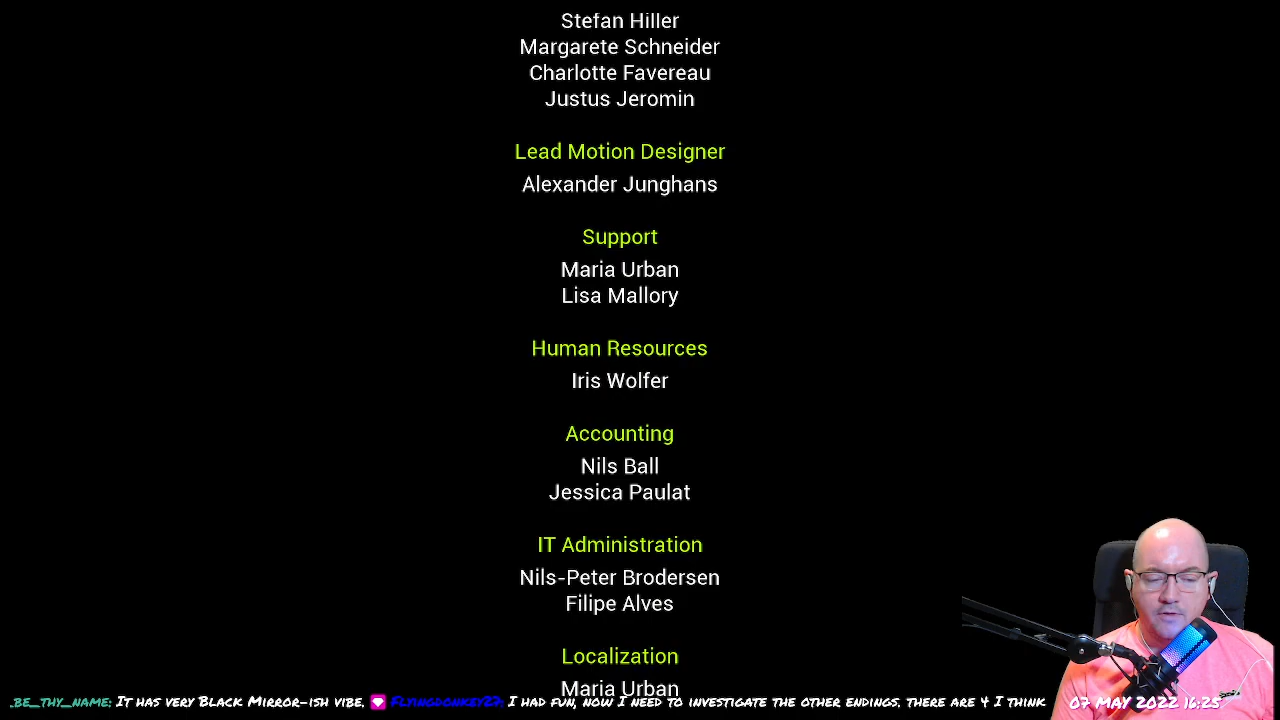 Stefan Hiller
Margarete Schneider
Charlotte Favereau
Justus Jeromin
Lead Motion Designer
Alexander Junghans
Support
Maria Urban
Lisa Mallory
Human Resources
Iris Wolfer
Accounting
Nils Ball
Jessica Paulat
IT Administration
Nils-Peter Brodersen
Filipe Alves
Localization
Maria Urban
_BE_THY_NAME: It has very Black Mirror-ish vibe. Flyingdonkey27: I had fun, now I need to investigate the other endings. there are 4 I think
07 May 2022 16:25